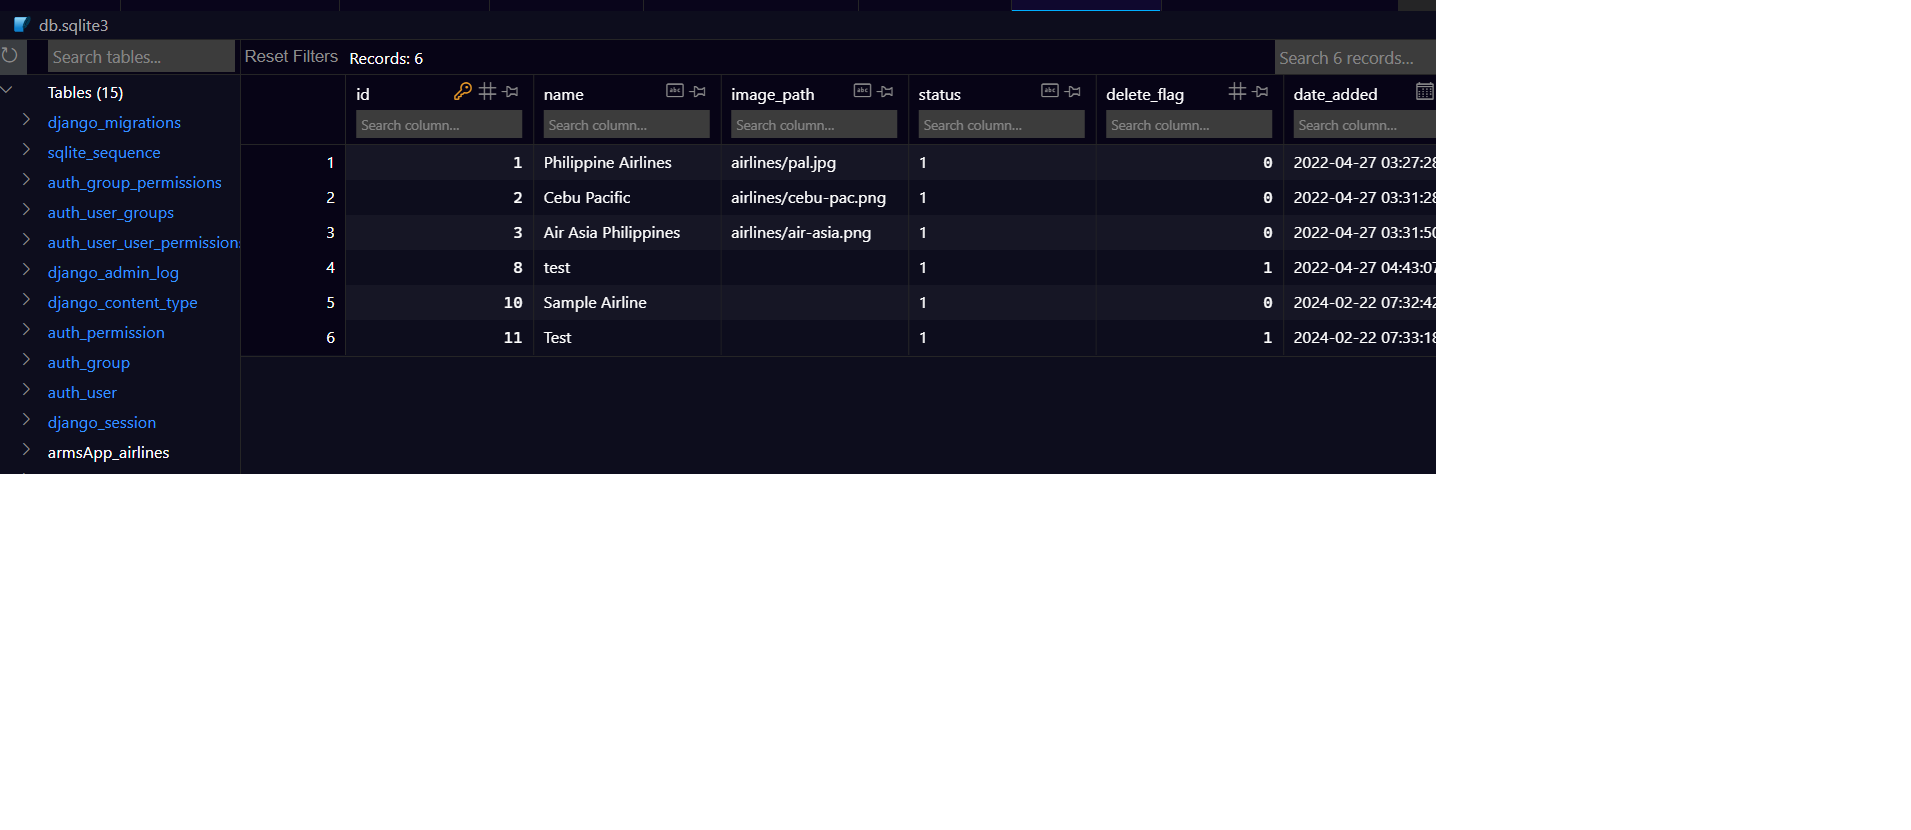 db.sqlite3
Search tables... Reset Filters Records: 6 Search 6 records...
Tables (15)
django_migrations
sqlite_sequence
auth_group_permissions
auth_user_groups
auth_user_user_permission
django_admin_log
django_content_type
auth_permission
auth_group
auth_user
django_session
armsApp_airlines
id name image_path status delete_flag date_added
Search column... Search column... Search column... Search column... Search column... Search column...
1 1 Philippine Airlines airlines/pal.jpg 1 0 2022-04-27 03:27:28
2 2 Cebu Pacific airlines/cebu-pac.png 1 0 2022-04-27 03:31:28
3 3 Air Asia Philippines airlines/air-asia.png 1 0 2022-04-27 03:31:50
4 8 test 1 1 2022-04-27 04:43:07
5 10 Sample Airline 1 0 2024-02-22 07:32:42
6 11 Test 1 1 2024-02-22 07:33:18